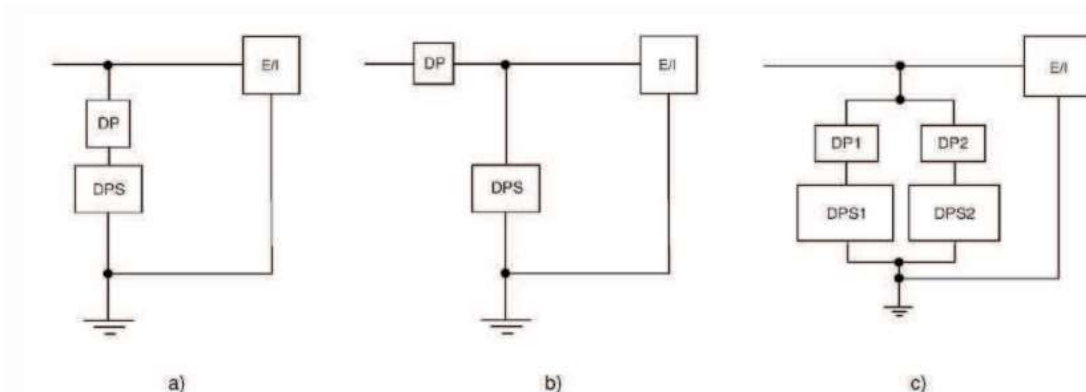 E/I
DP
DPS
a)
DP
E/I
DPS
b)
E/I
DP1 DP2
DPS1 DPS2
c)